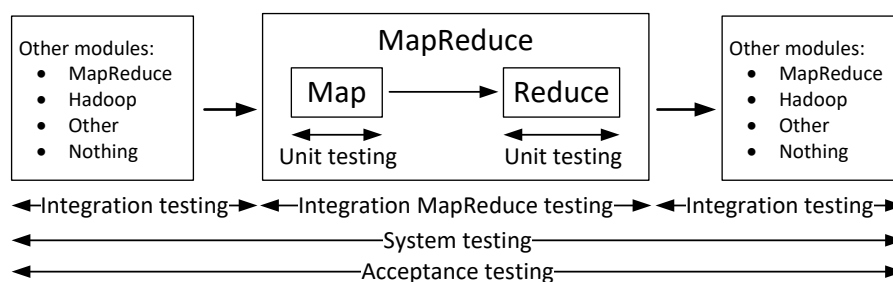 Other modules:
• MapReduce
• Hadoop
• Other
• Nothing
MapReduce
Map
Reduce
Unit testing
Unit testing
Other modules:
• MapReduce
• Hadoop
• Other
• Nothing
Integration testing
Integration MapReduce testing
Integration testing
System testing
Acceptance testing